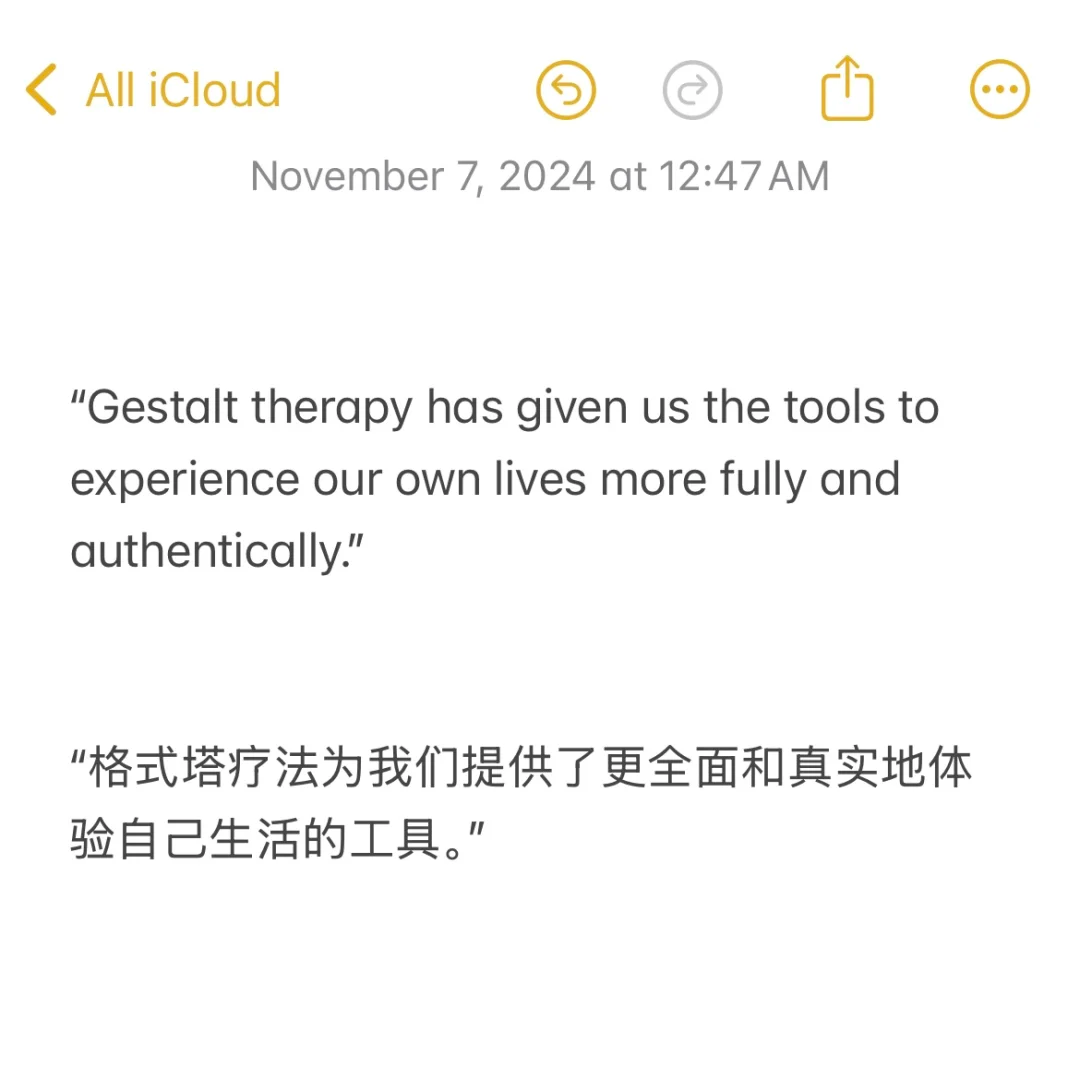 All iCloud
November 7, 2024 at 12:47 AM
“Gestalt therapy has given us the tools to
experience our own lives more fully and
authentically.”
“格式塔疗法为我们提供了更全面和真实地体
验自己生活的工具。”